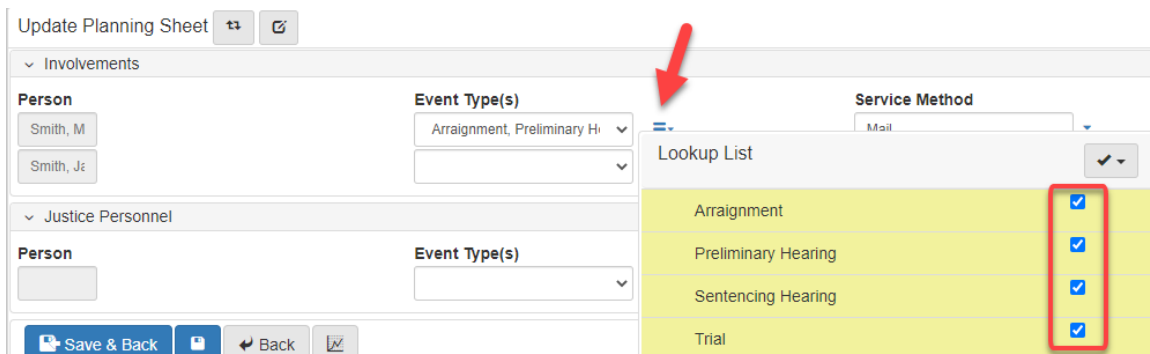 Update Planning Sheet
Involvements
Person Event Type(s) Service Method
Smith, M Arraignment, Preliminary H Mail
Smith, Ja
Lookup List
Arraignment
Preliminary Hearing
Sentencing Hearing
Trial
Justice Personnel
Person Event Type(s)
Save & Back Back